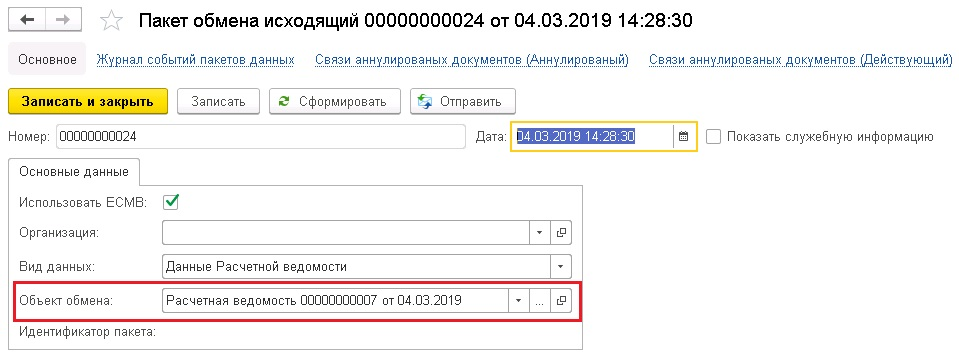 Пакет обмена исходящий 00000000024 от 04.03.2019 14:28:30
Основное Журнал событий пакетов данных Связи аннулированых документов (Аннулированый) Связи аннулированых документов (Действующий)
Записать и закрыть Записать Сформировать Отправить
Номер: 00000000024 Дата: 04.03.2019 14:28:30 Показать служебную информацию
Основные данные
Использовать ЕСМВ:
Организация:
Вид данных: Данные Расчетной ведомости
Объект обмена: Расчетная ведомость 00000000007 от 04.03.2019 ...
Идентификатор пакета: